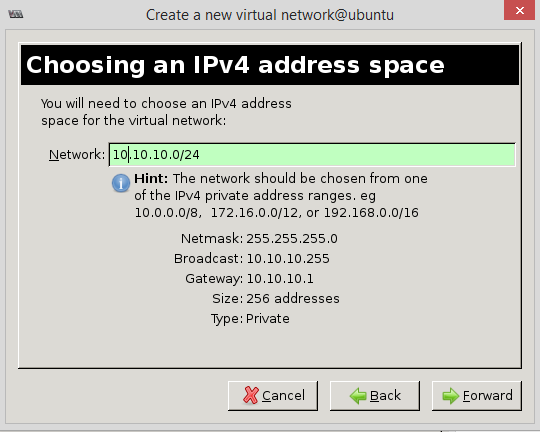 Create a new virtual network@ubuntu
Choosing an IPv4 address space
You will need to choose an IPv4 address
space for the virtual network:
Network: 10.10.10.0/24
Hint: The network should be chosen from one
of the IPv4 private address ranges. eg
10.0.0.0/8, 172.16.0.0/12, or 192.168.0.0/16
Netmask: 255.255.255.0
Broadcast: 10.10.10.255
Gateway: 10.10.10.1
Size: 256 addresses
Type: Private
Cancel Back Forward